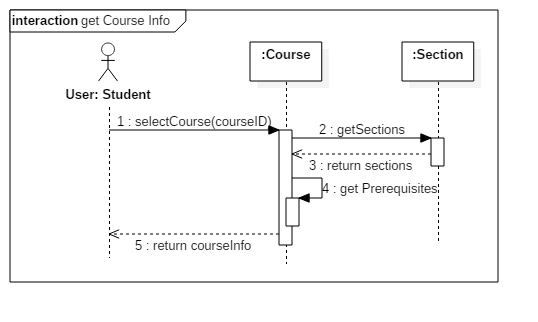 interaction get Course Info
:Course
:Section
User: Student
1 : selectCourse(courseID)
2 : getSections
3 : return sections
4 : get Prerequisites
5 : return courseInfo